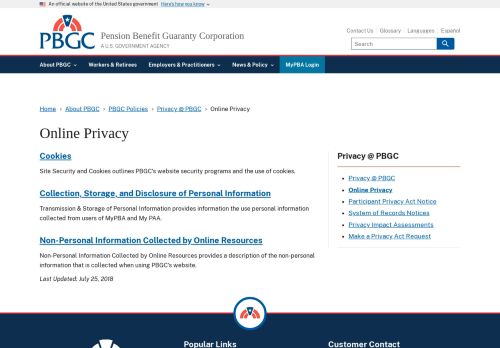 An official website of the United States government Here's how you know
PBGC
Pension Benefit Guaranty Corporation
A U.S. GOVERNMENT AGENCY
Contact Us Glossary Languages Español
Search
About PBGC Workers & Retirees Employers & Practitioners News & Policy MyPBA Login
Home › About PBGC › PBGC Policies › Privacy @ PBGC › Online Privacy
Online Privacy
Cookies
Site Security and Cookies outlines PBGC's website security programs and the use of cookies.
Collection, Storage, and Disclosure of Personal Information
Transmission & Storage of Personal Information provides information the use personal information
collected from users of MyPBA and My PAA.
Non-Personal Information Collected by Online Resources
Non-Personal Information Collected by Online Resources provides a description of the non-personal
information that is collected when using PBGC's website.
Last Updated: July 25, 2018
Privacy @ PBGC
Privacy @ PBGC
Online Privacy
Participant Privacy Act Notice
System of Records Notices
Privacy Impact Assessments
Make a Privacy Act Request
Popular Links
Customer Contact